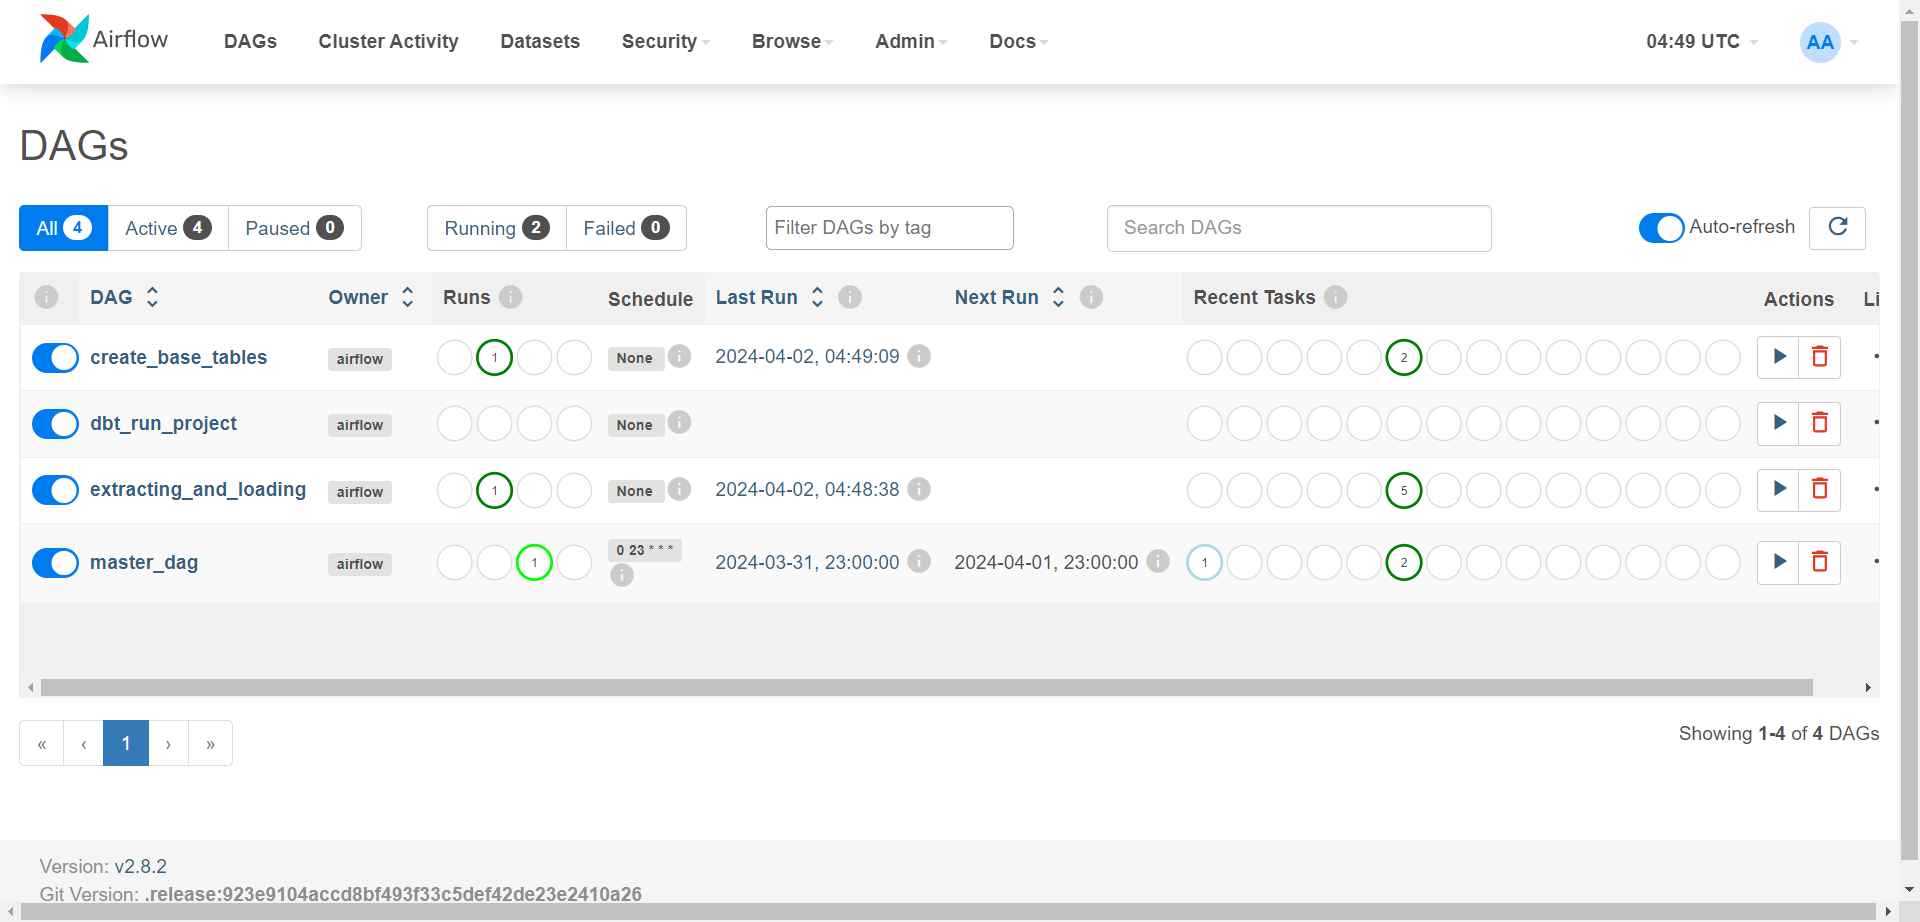 Airflow DAGs Cluster Activity Datasets Security Browse Admin Docs 04:49 UTC AA
DAGs
All 4 Active 4 Paused 0 Running 2 Failed 0 Filter DAGs by tag Search DAGs Auto-refresh
i DAG Owner Runs i Schedule Last Run i Next Run i Recent Tasks i Actions Li
create_base_tables airflow 1 None i 2024-04-02, 04:49:09 i 2
dbt_run_project airflow None i
extracting_and_loading airflow 1 None i 2024-04-02, 04:48:38 i 5
master_dag airflow 1 0 23 * * * i 2024-03-31, 23:00:00 i 2024-04-01, 23:00:00 i 1 2
« ‹ 1 › »
Showing 1-4 of 4 DAGs
Version: v2.8.2
Git Version: .release:923e9104accd8bf493f33c5def42de23e2410a26